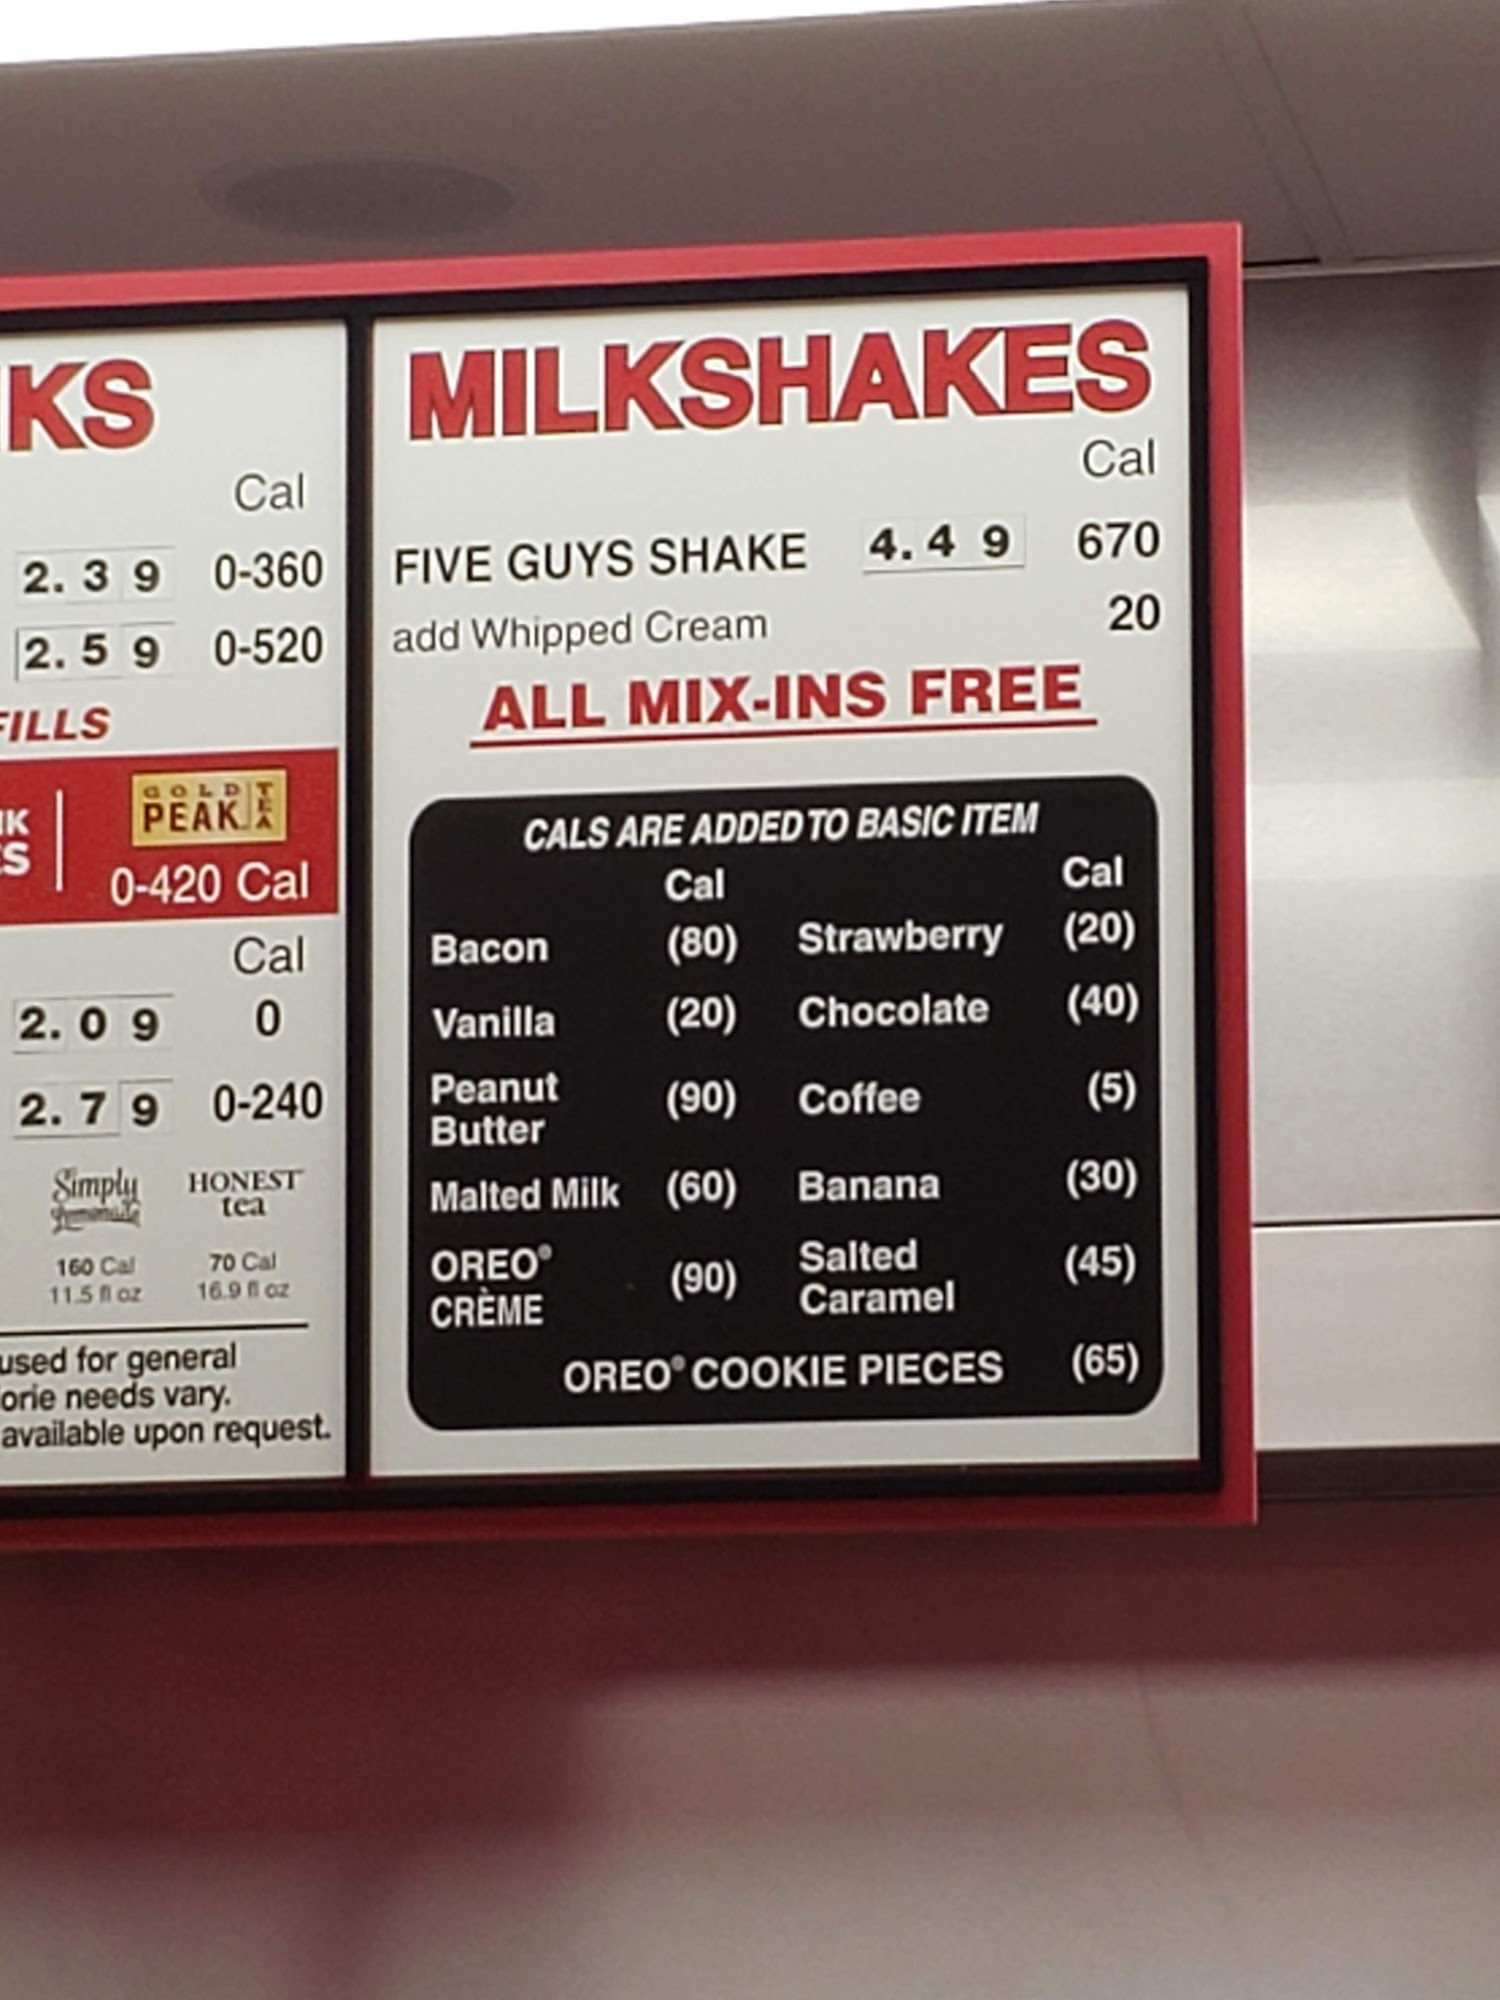 KS
Cal
2.39 0-360
2.59 0-520
FILLS
GOLD PEAK TEA
0-420 Cal
Cal
2.09 0
2.79 0-240
Simply HONEST
tea
160 Cal 70 Cal
11.5 fl oz 16.9 fl oz
used for general
orie needs vary.
available upon request.
MILKSHAKES
Cal
FIVE GUYS SHAKE 4.49 670
add Whipped Cream 20
ALL MIX-INS FREE
CALS ARE ADDED TO BASIC ITEM
Cal Cal
Bacon (80) Strawberry (20)
Vanilla (20) Chocolate (40)
Peanut Butter (90) Coffee (5)
Malted Milk (60) Banana (30)
OREO® CRÈME (90) Salted Caramel (45)
OREO® COOKIE PIECES (65)